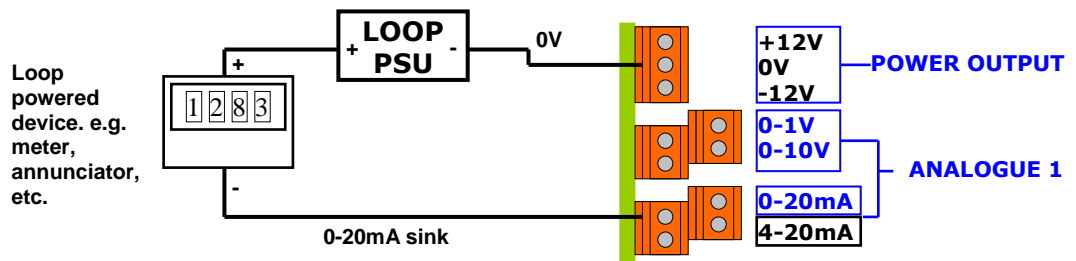 Loop
powered
device. e.g.
meter,
annunciator,
etc.
+
1283
-
+ LOOP -
PSU
0V
0-20mA sink
+12V
0V
-12V
POWER OUTPUT
0-1V
0-10V
ANALOGUE 1
0-20mA
4-20mA